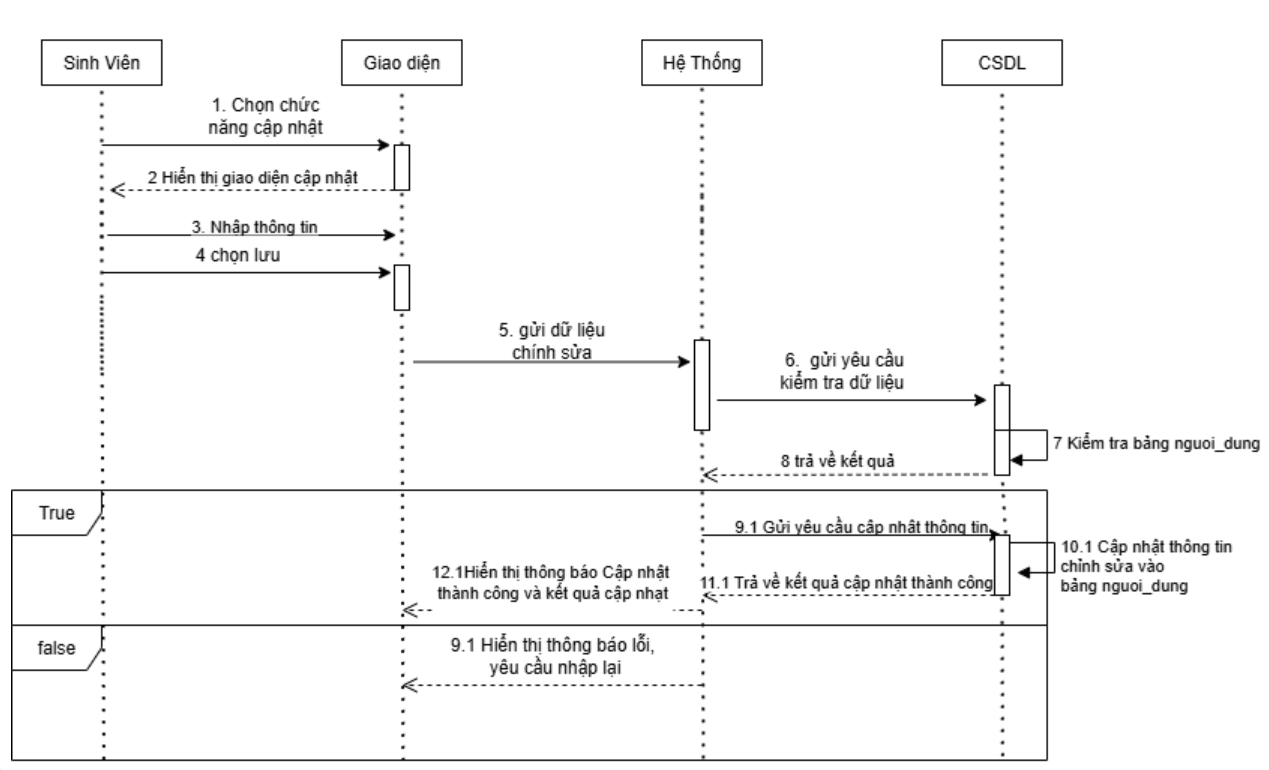 Sinh Viên
Giao diện
Hệ Thống
CSDL
1. Chọn chức
năng cập nhật
2 Hiển thị giao diện cập nhật
3. Nhâp thông tin
4 chọn lưu
5. gửi dữ liệu
chính sửa
6. gửi yêu cầu
kiểm tra dữ liệu
7 Kiểm tra bảng nguoi_dung
8 trả về kết quả
True
9.1 Gửi yêu cầu câp nhât thông tin
10.1 Cập nhật thông tin
chỉnh sửa vào
bảng nguoi_dung
12.1Hiển thị thông báo Cập nhật
thành công và kết quả cập nhạt
11.1 Trả về kết quả cập nhật thành công
false
9.1 Hiển thị thông báo lỗi,
yêu cầu nhập lại